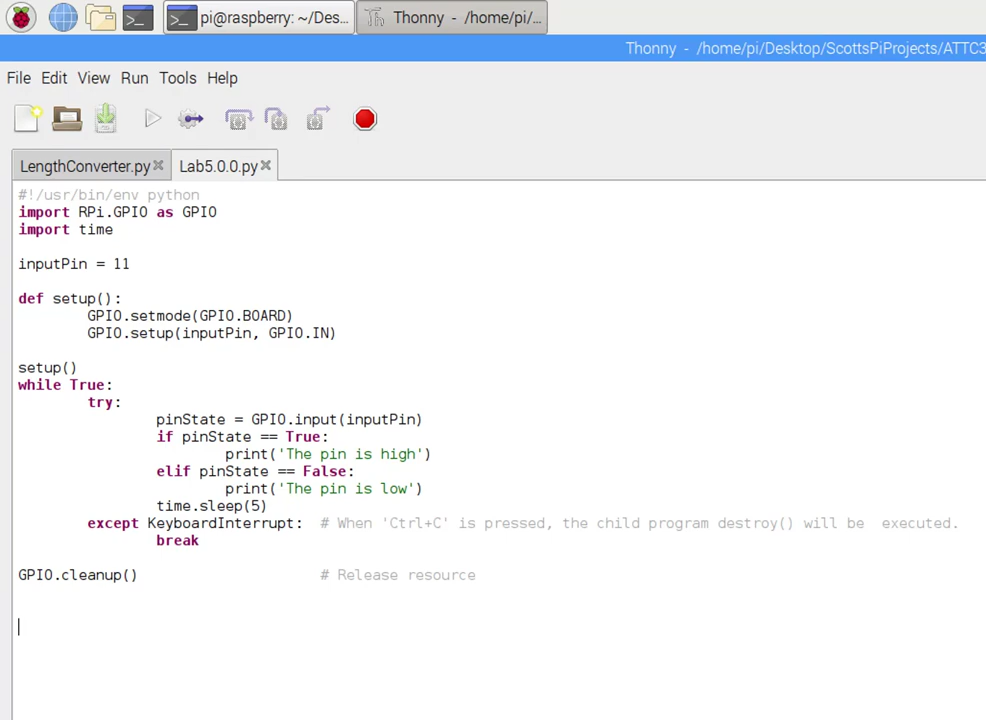 pi@raspberry: ~/Des...
Thonny - /home/pi/...
Thonny - /home/pi/Desktop/ScottsPiProjects/ATTC3
File Edit View Run Tools Help
LengthConverter.py
Lab5.0.0.py
#!/usr/bin/env python
import RPi.GPIO as GPIO
import time
inputPin = 11
def setup():
        GPIO.setmode(GPIO.BOARD)
        GPIO.setup(inputPin, GPIO.IN)
setup()
while True:
        try:
                pinState = GPIO.input(inputPin)
                if pinState == True:
                        print('The pin is high')
                elif pinState == False:
                        print('The pin is low')
                time.sleep(5)
        except KeyboardInterrupt:  # When 'Ctrl+C' is pressed, the child program destroy() will be  executed.
                break
GPIO.cleanup()                     # Release resource